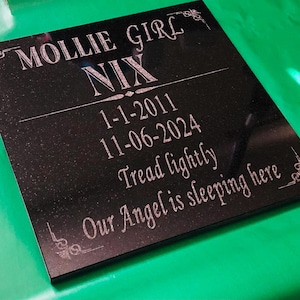 MOLLIE GIRL
NIX
1-1-2011
11-06-2024
Tread lightly
Our Angel is sleeping here